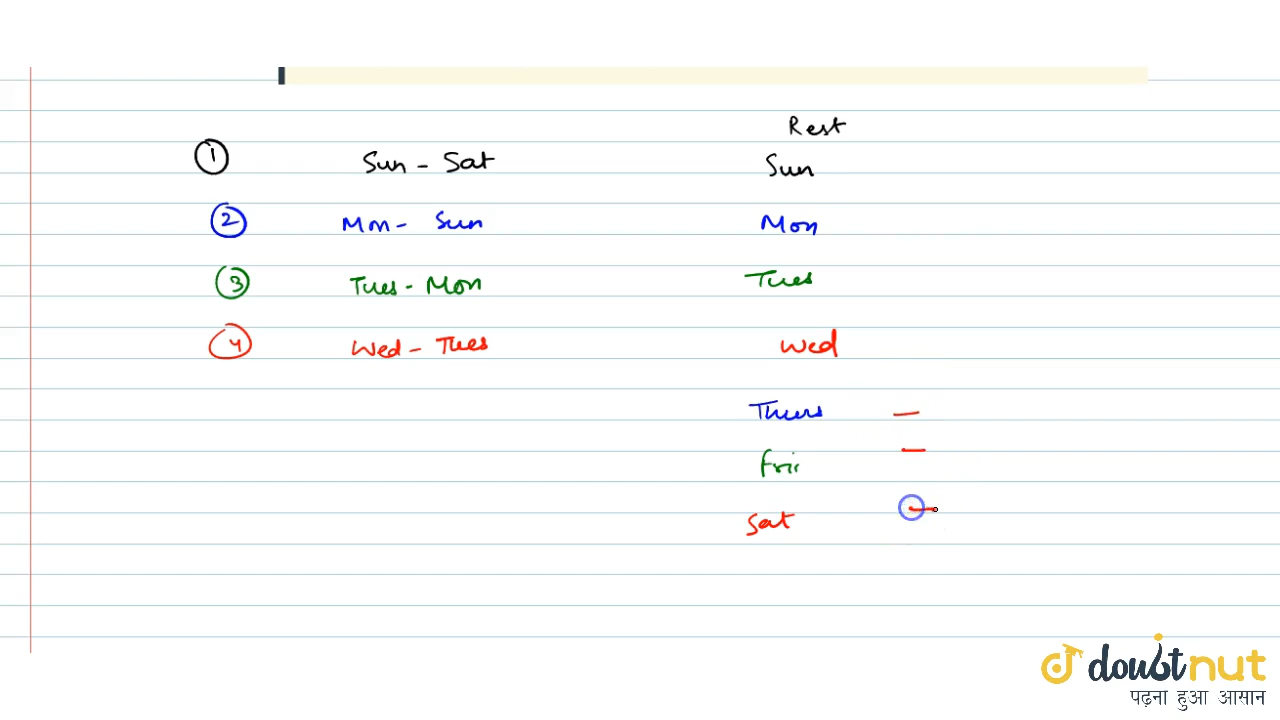 Rest
① Sun - Sat Sun
② Mon - Sun Mon
③ Tues - Mon Tues
④ Wed - Tues Wed
Thurs —
Fri —
Sat —
doubtnut
पढ़ना हुआ आसान